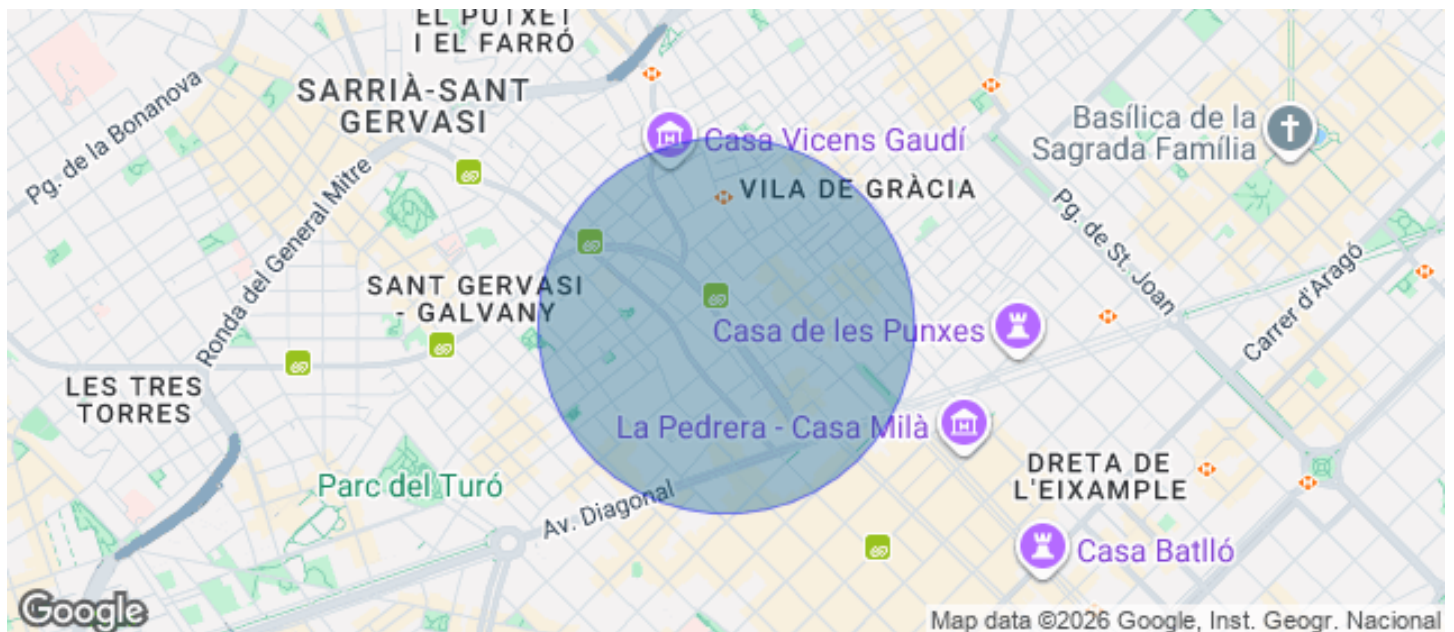 EL PUTXET
I EL FARRÓ
SARRIÀ-SANT
GERVASI
Pg. de la Bonanova
Casa Vicens Gaudí
Basílica de la
Sagrada Família
VILA DE GRÀCIA
Ronda del General Mitre
Pg. de St. Joan
SANT GERVASI
- GALVANY
Carrer d'Aragó
Casa de les Punxes
LES TRES
TORRES
La Pedrera - Casa Milà
DRETA DE
L'EIXAMPLE
Parc del Turó
Av. Diagonal
Casa Batlló
Google
Map data ©2026 Google, Inst. Geogr. Nacional